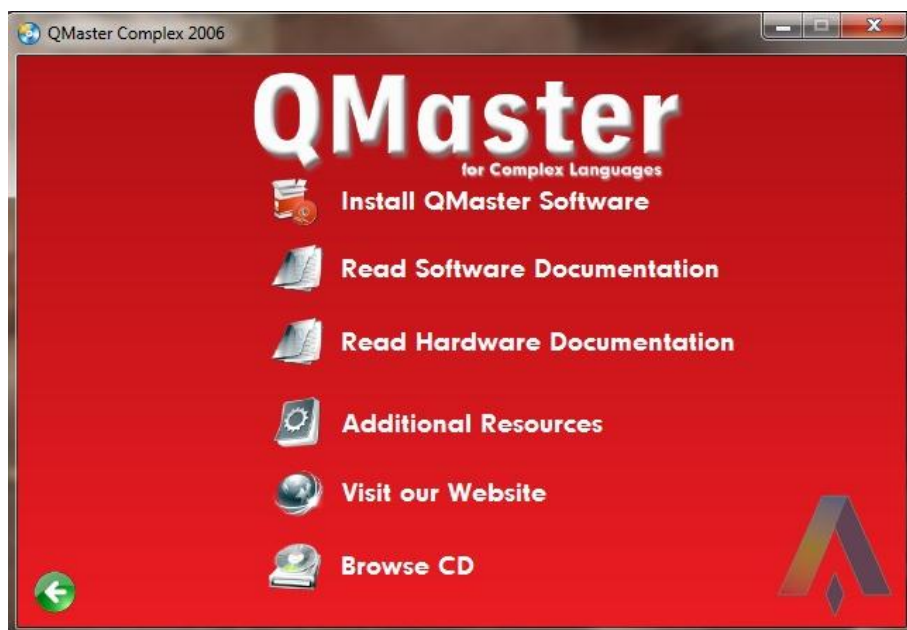 QMaster Complex 2006
QMaster
for Complex Languages
Install QMaster Software
Read Software Documentation
Read Hardware Documentation
Additional Resources
Visit our Website
Browse CD